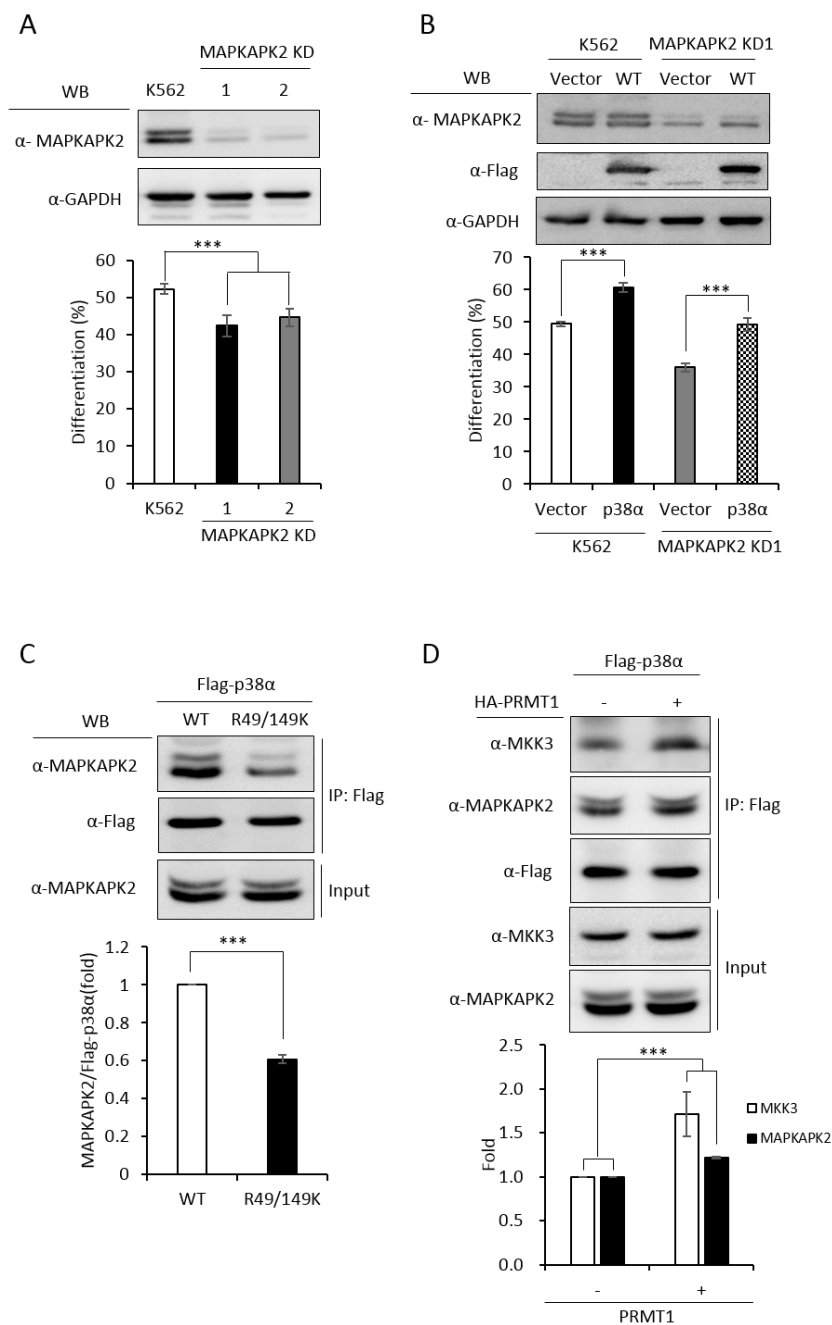 A
MAPKAPK2 KD
WB K562 1 2
α- MAPKAPK2
α-GAPDH
***
60
50
40
30
20
10
0
Differentiation (%)
K562 1 2
MAPKAPK2 KD
B
K562 MAPKAPK2 KD1
WB Vector WT Vector WT
α- MAPKAPK2
α-Flag
α-GAPDH
70
60
50
40
30
20
10
0
*** ***
Differentiation (%)
Vector p38α Vector p38α
K562 MAPKAPK2 KD1
C
Flag-p38α
WB WT R49/149K
α-MAPKAPK2
α-Flag
IP: Flag
α-MAPKAPK2 Input
1.2
1
0.8
0.6
0.4
0.2
0
***
MAPKAPK2/Flag-p38α(fold)
WT R49/149K
D
Flag-p38α
HA-PRMT1 - +
WB
α-MKK3
α-MAPKAPK2 IP: Flag
α-Flag
α-MKK3
Input
α-MAPKAPK2
2.5
2.0
1.5
1.0
0.5
0.0
***
Fold
MKK3
MAPKAPK2
- +
PRMT1